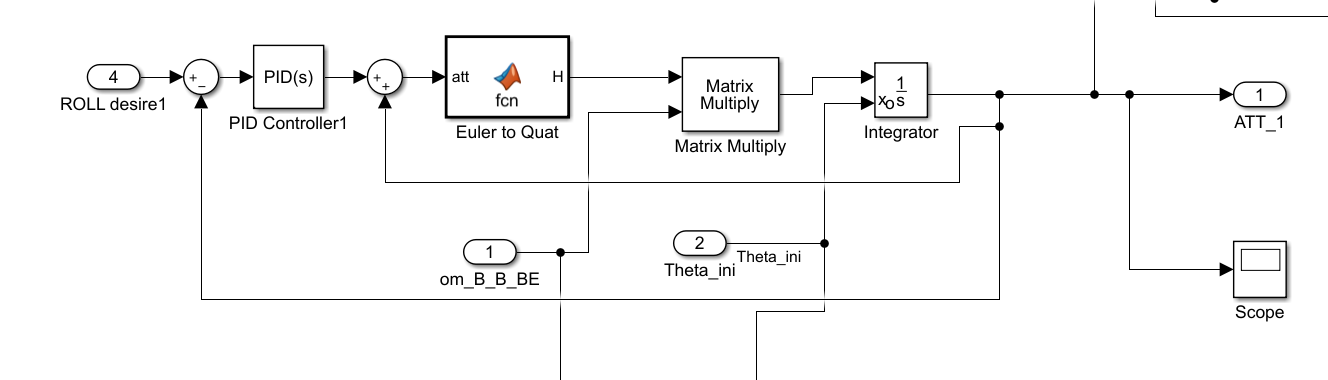 4
ROLL desire1
+
−
PID(s)
PID Controller1
+
+
att
H
fcn
Euler to Quat
Matrix
Multiply
Matrix Multiply
1
s
xo
Integrator
1
ATT_1
1
om_B_B_BE
2
Theta_ini
Theta_ini
Scope